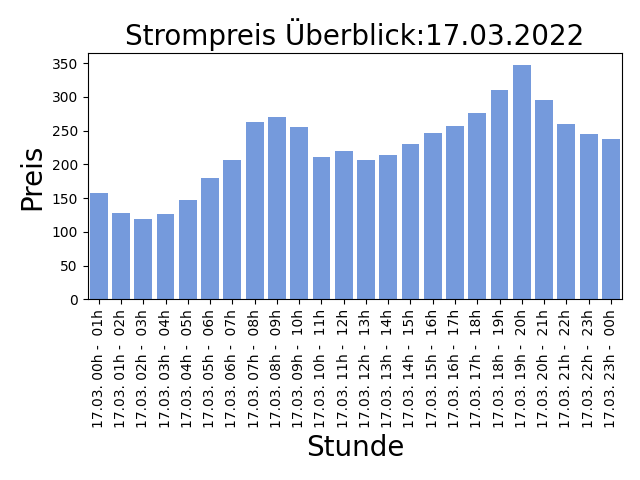 Strompreis Überblick:17.03.2022
Preis
350
300
250
200
150
100
50
0
17.03. 00h - 01h
17.03. 01h - 02h
17.03. 02h - 03h
17.03. 03h - 04h
17.03. 04h - 05h
17.03. 05h - 06h
17.03. 06h - 07h
17.03. 07h - 08h
17.03. 08h - 09h
17.03. 09h - 10h
17.03. 10h - 11h
17.03. 11h - 12h
17.03. 12h - 13h
17.03. 13h - 14h
17.03. 14h - 15h
17.03. 15h - 16h
17.03. 16h - 17h
17.03. 17h - 18h
17.03. 18h - 19h
17.03. 19h - 20h
17.03. 20h - 21h
17.03. 21h - 22h
17.03. 22h - 23h
17.03. 23h - 00h
Stunde